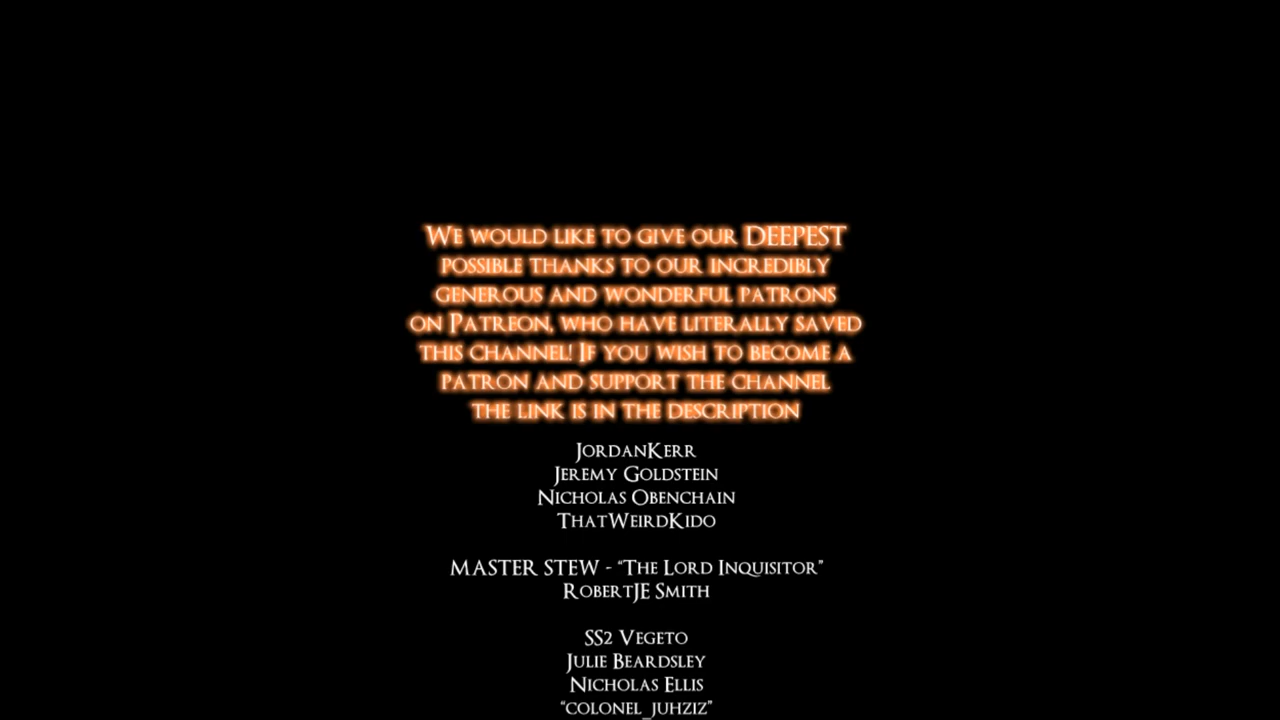 We would like to give our DEEPEST
possible thanks to our incredibly
generous and wonderful patrons
on Patreon, who have literally saved
this channel! If you wish to become a
patron and support the channel
the link is in the description
JordanKerr
Jeremy Goldstein
Nicholas Obenchain
ThatWeirdKido
MASTER STEW - “The Lord Inquisitor”
RobertJE Smith
SS2 Vegeto
Julie Beardsley
Nicholas Ellis
“colonel_juhziz”